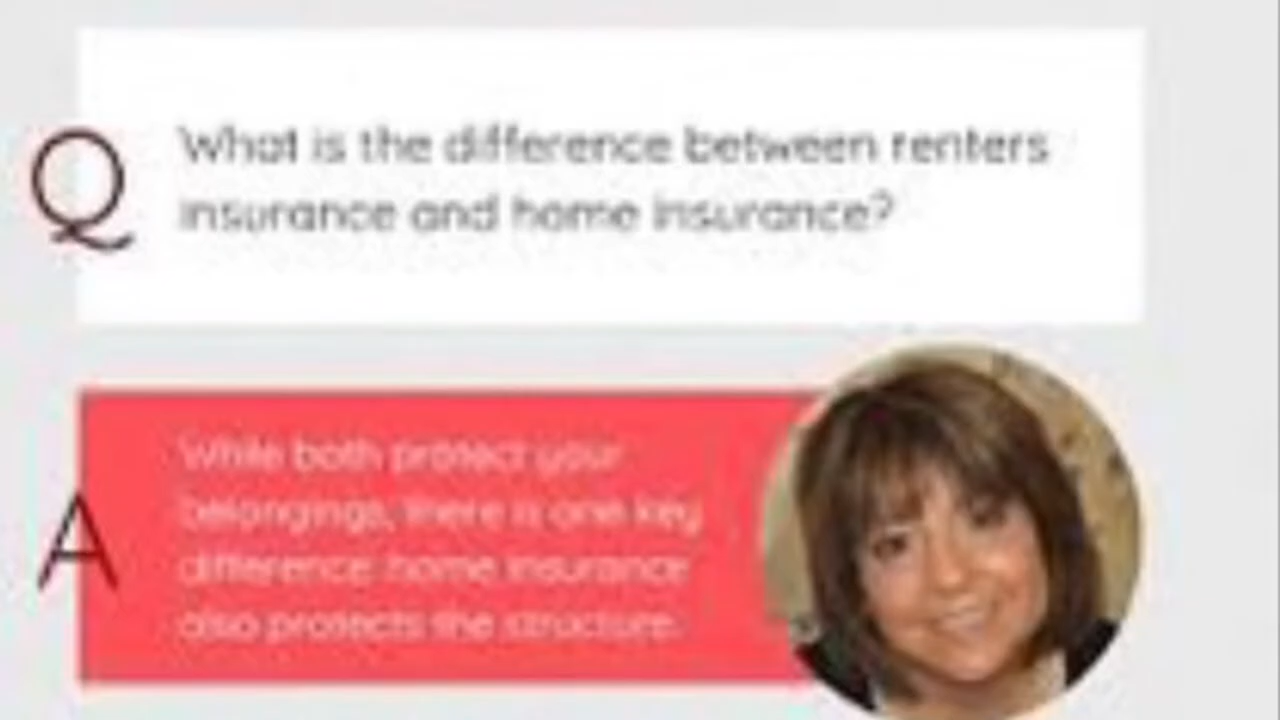 Q
What is the difference between renters
insurance and home insurance?
A
While both protect your
belongings, there is one key
difference home insurance
also protects the structure.